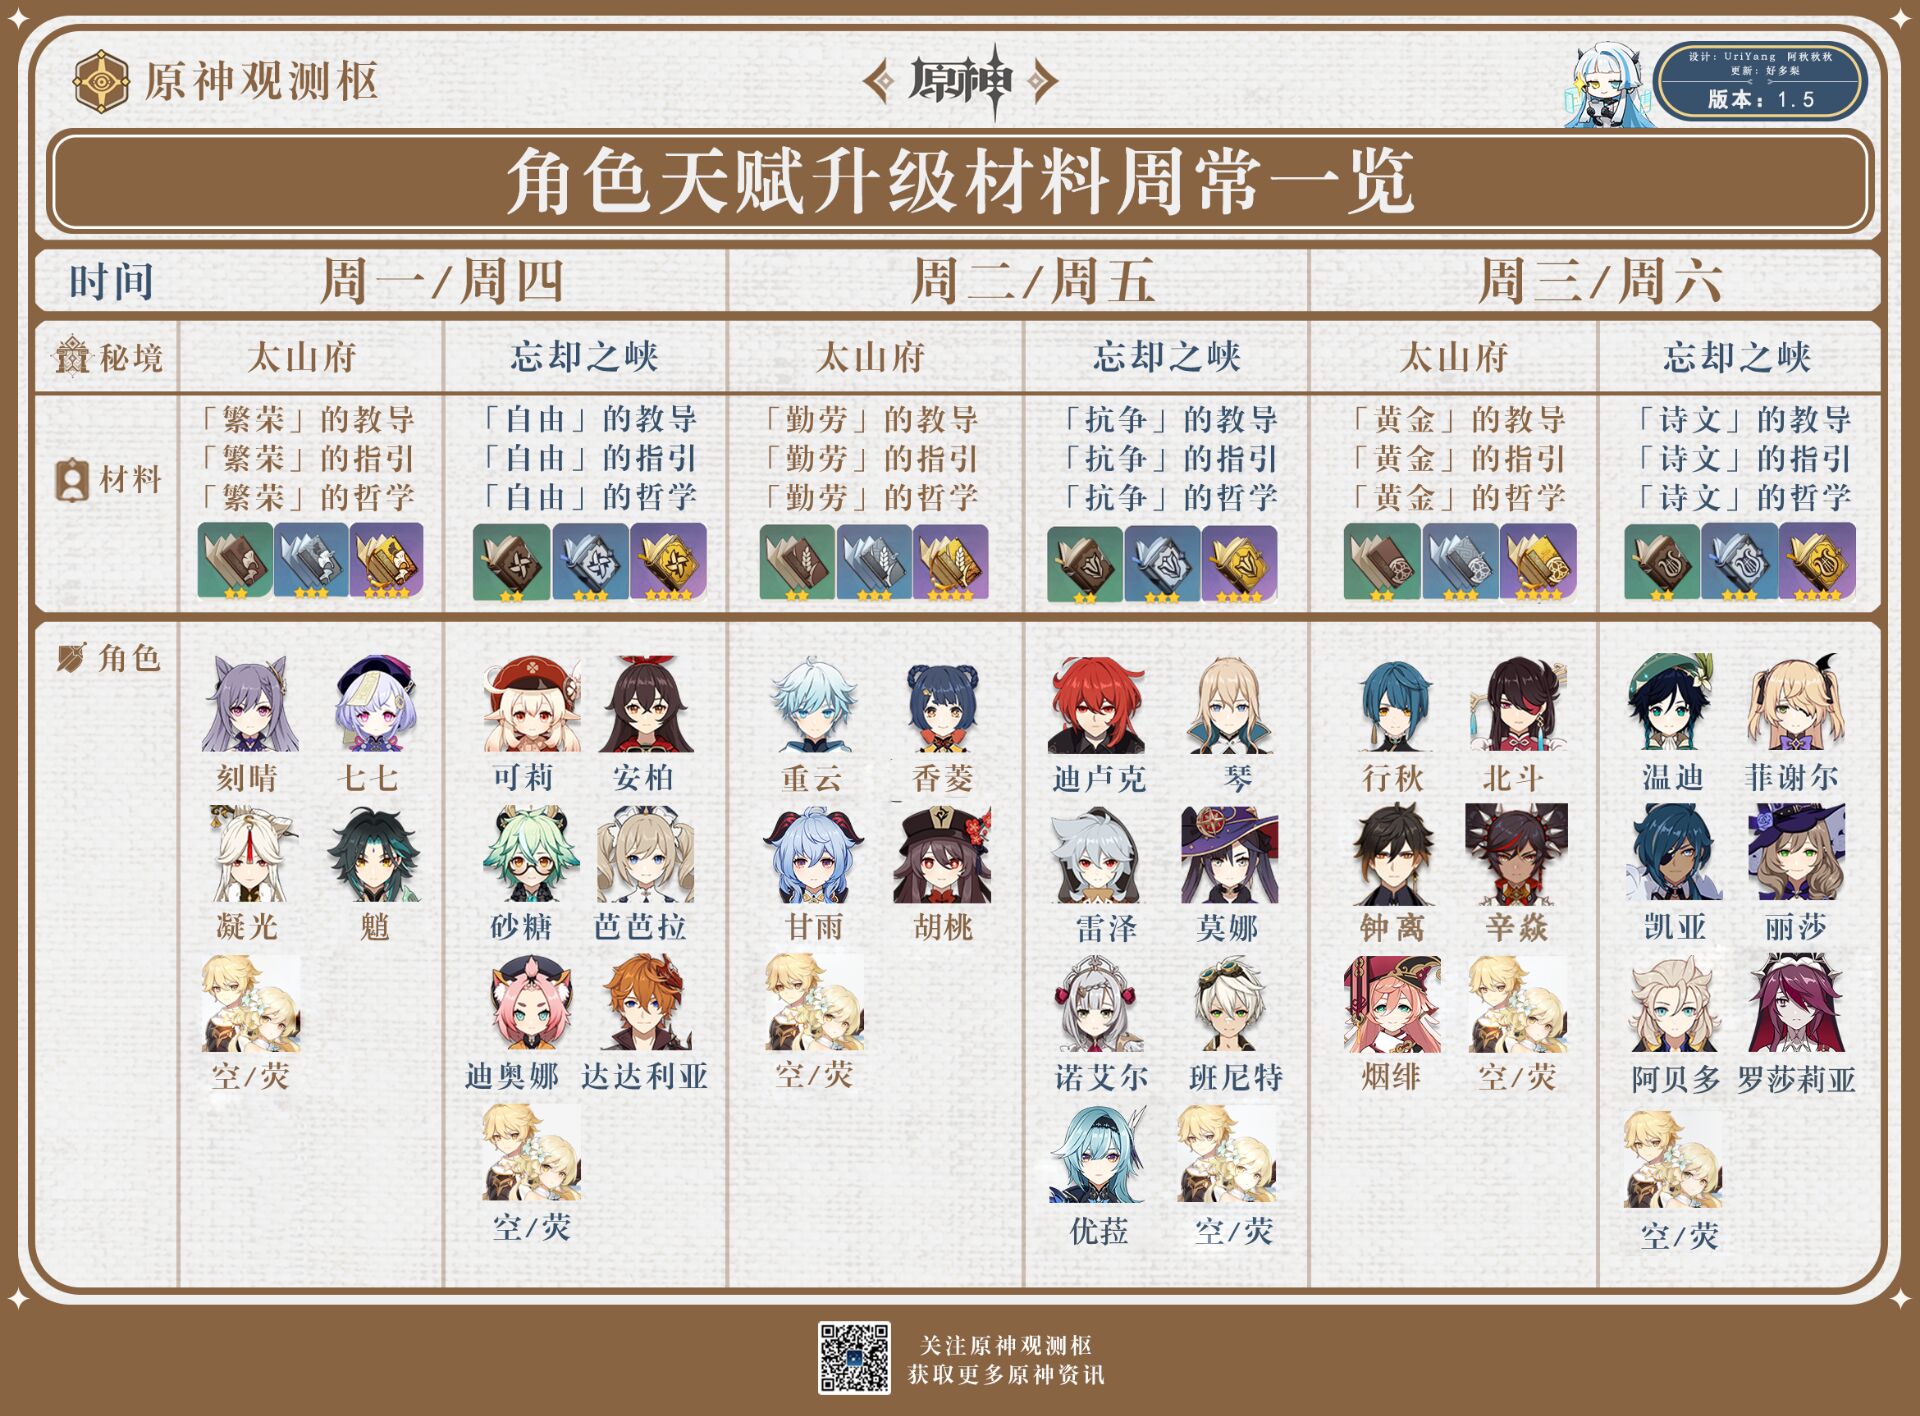 原神观测枢
原神
设计：UriYang 阿秋秋秋
更新：好多梨
版本：1.5
角色天赋升级材料周常一览
时间 周一/周四 周二/周五 周三/周六
秘境 太山府 忘却之峡 太山府 忘却之峡 太山府 忘却之峡
材料
「繁荣」的教导 「自由」的教导 「勤劳」的教导 「抗争」的教导 「黄金」的教导 「诗文」的教导
「繁荣」的指引 「自由」的指引 「勤劳」的指引 「抗争」的指引 「黄金」的指引 「诗文」的指引
「繁荣」的哲学 「自由」的哲学 「勤劳」的哲学 「抗争」的哲学 「黄金」的哲学 「诗文」的哲学
角色
刻晴 七七 可莉 安柏 重云 香菱 迪卢克 琴 行秋 北斗 温迪 菲谢尔
凝光 魈 砂糖 芭芭拉 甘雨 胡桃 雷泽 莫娜 钟离 辛焱 凯亚 丽莎
空/荧 迪奥娜 达达利亚 空/荧 诺艾尔 班尼特 烟绯 空/荧 阿贝多 罗莎莉亚
空/荧 优菈 空/荧 空/荧
关注原神观测枢
获取更多原神资讯